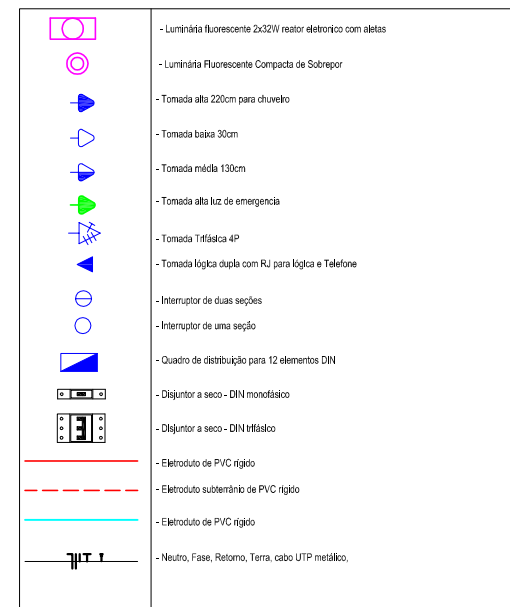 - Luminária fluorescente 2x32W reator eletronico com aletas
- Luminária Fluorescente Compacta de Sobrepor
- Tomada alta 220cm para chuveiro
- Tomada baixa 30cm
- Tomada média 130cm
- Tomada alta luz de emergencia
- Tomada Trifásica 4P
- Tomada lógica dupla com RJ para lógica e Telefone
- Interruptor de duas seções
- Interruptor de uma seção
- Quadro de distribuição para 12 elementos DIN
- Disjuntor a seco - DIN monofásico
- Disjuntor a seco - DIN trifásico
- Eletroduto de PVC rígido
- Eletroduto subterrânio de PVC rígido
- Eletroduto de PVC rígido
- Neutro, Fase, Retorno, Terra, cabo UTP metálico,